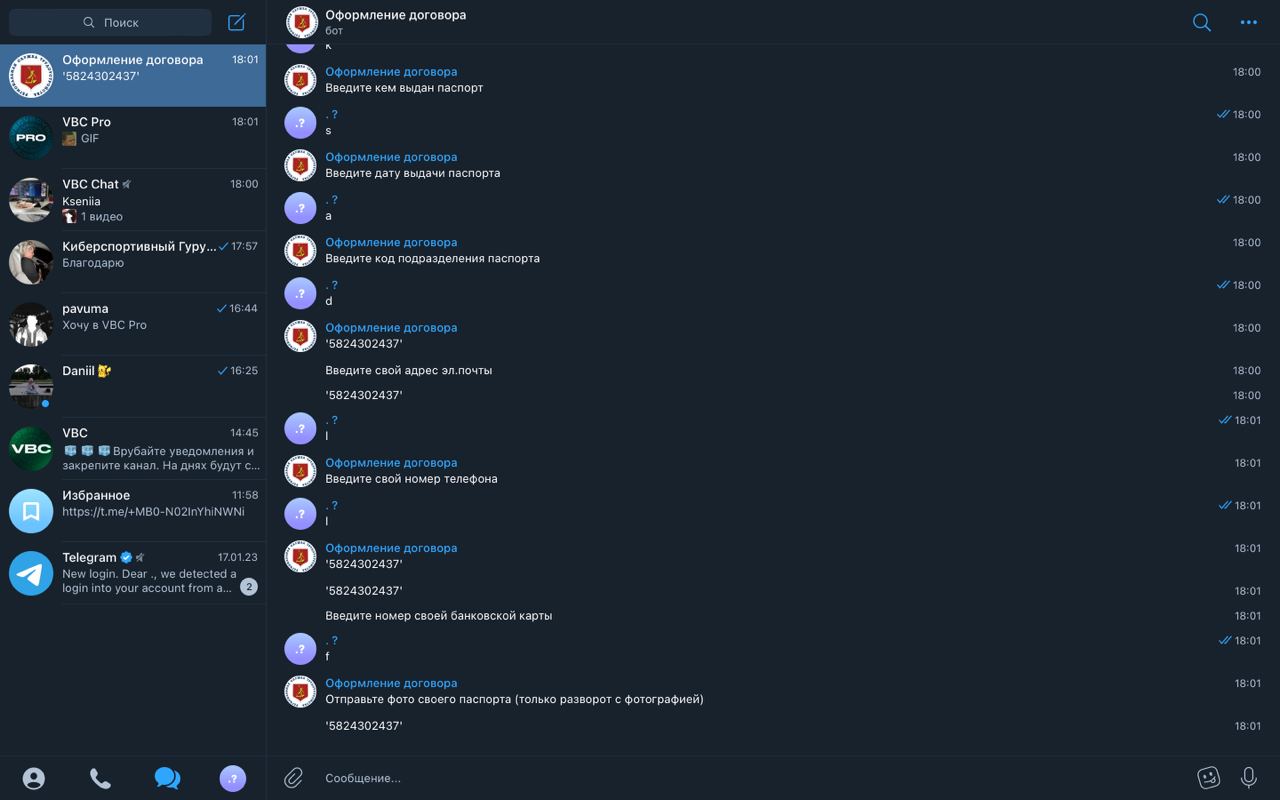 Поиск
Оформление договора 18:01
'5824302437'
VBC Pro 18:01
GIF
PRO
VBC Chat 18:00
Kseniia
1 видео
Киберспортивный Гуру... 17:57
Благодарю
pavuma 16:44
Хочу в VBC Pro
Daniil 16:25
VBC 14:45
VBC
Врубайте уведомления и
закрепите канал. На днях будут с...
Избранное 11:58
https://t.me/+MB0-N02InYhiNWNi
Telegram 17.01.23
New login. Dear ., we detected a
login into your account from a... 2
.?
Оформление договора
бот
k
Оформление договора 18:00
Введите кем выдан паспорт
.?
. ? 18:00
s
Оформление договора 18:00
Введите дату выдачи паспорта
.?
. ? 18:00
a
Оформление договора 18:00
Введите код подразделения паспорта
.?
. ? 18:00
d
Оформление договора 18:00
'5824302437'
Введите свой адрес эл.почты 18:00
'5824302437' 18:00
.?
. ? 18:01
l
Оформление договора 18:01
Введите свой номер телефона
.?
. ? 18:01
l
Оформление договора 18:01
'5824302437'
'5824302437' 18:01
Введите номер своей банковской карты 18:01
.?
. ? 18:01
f
Оформление договора 18:01
Отправьте фото своего паспорта (только разворот с фотографией)
'5824302437' 18:01
Сообщение...